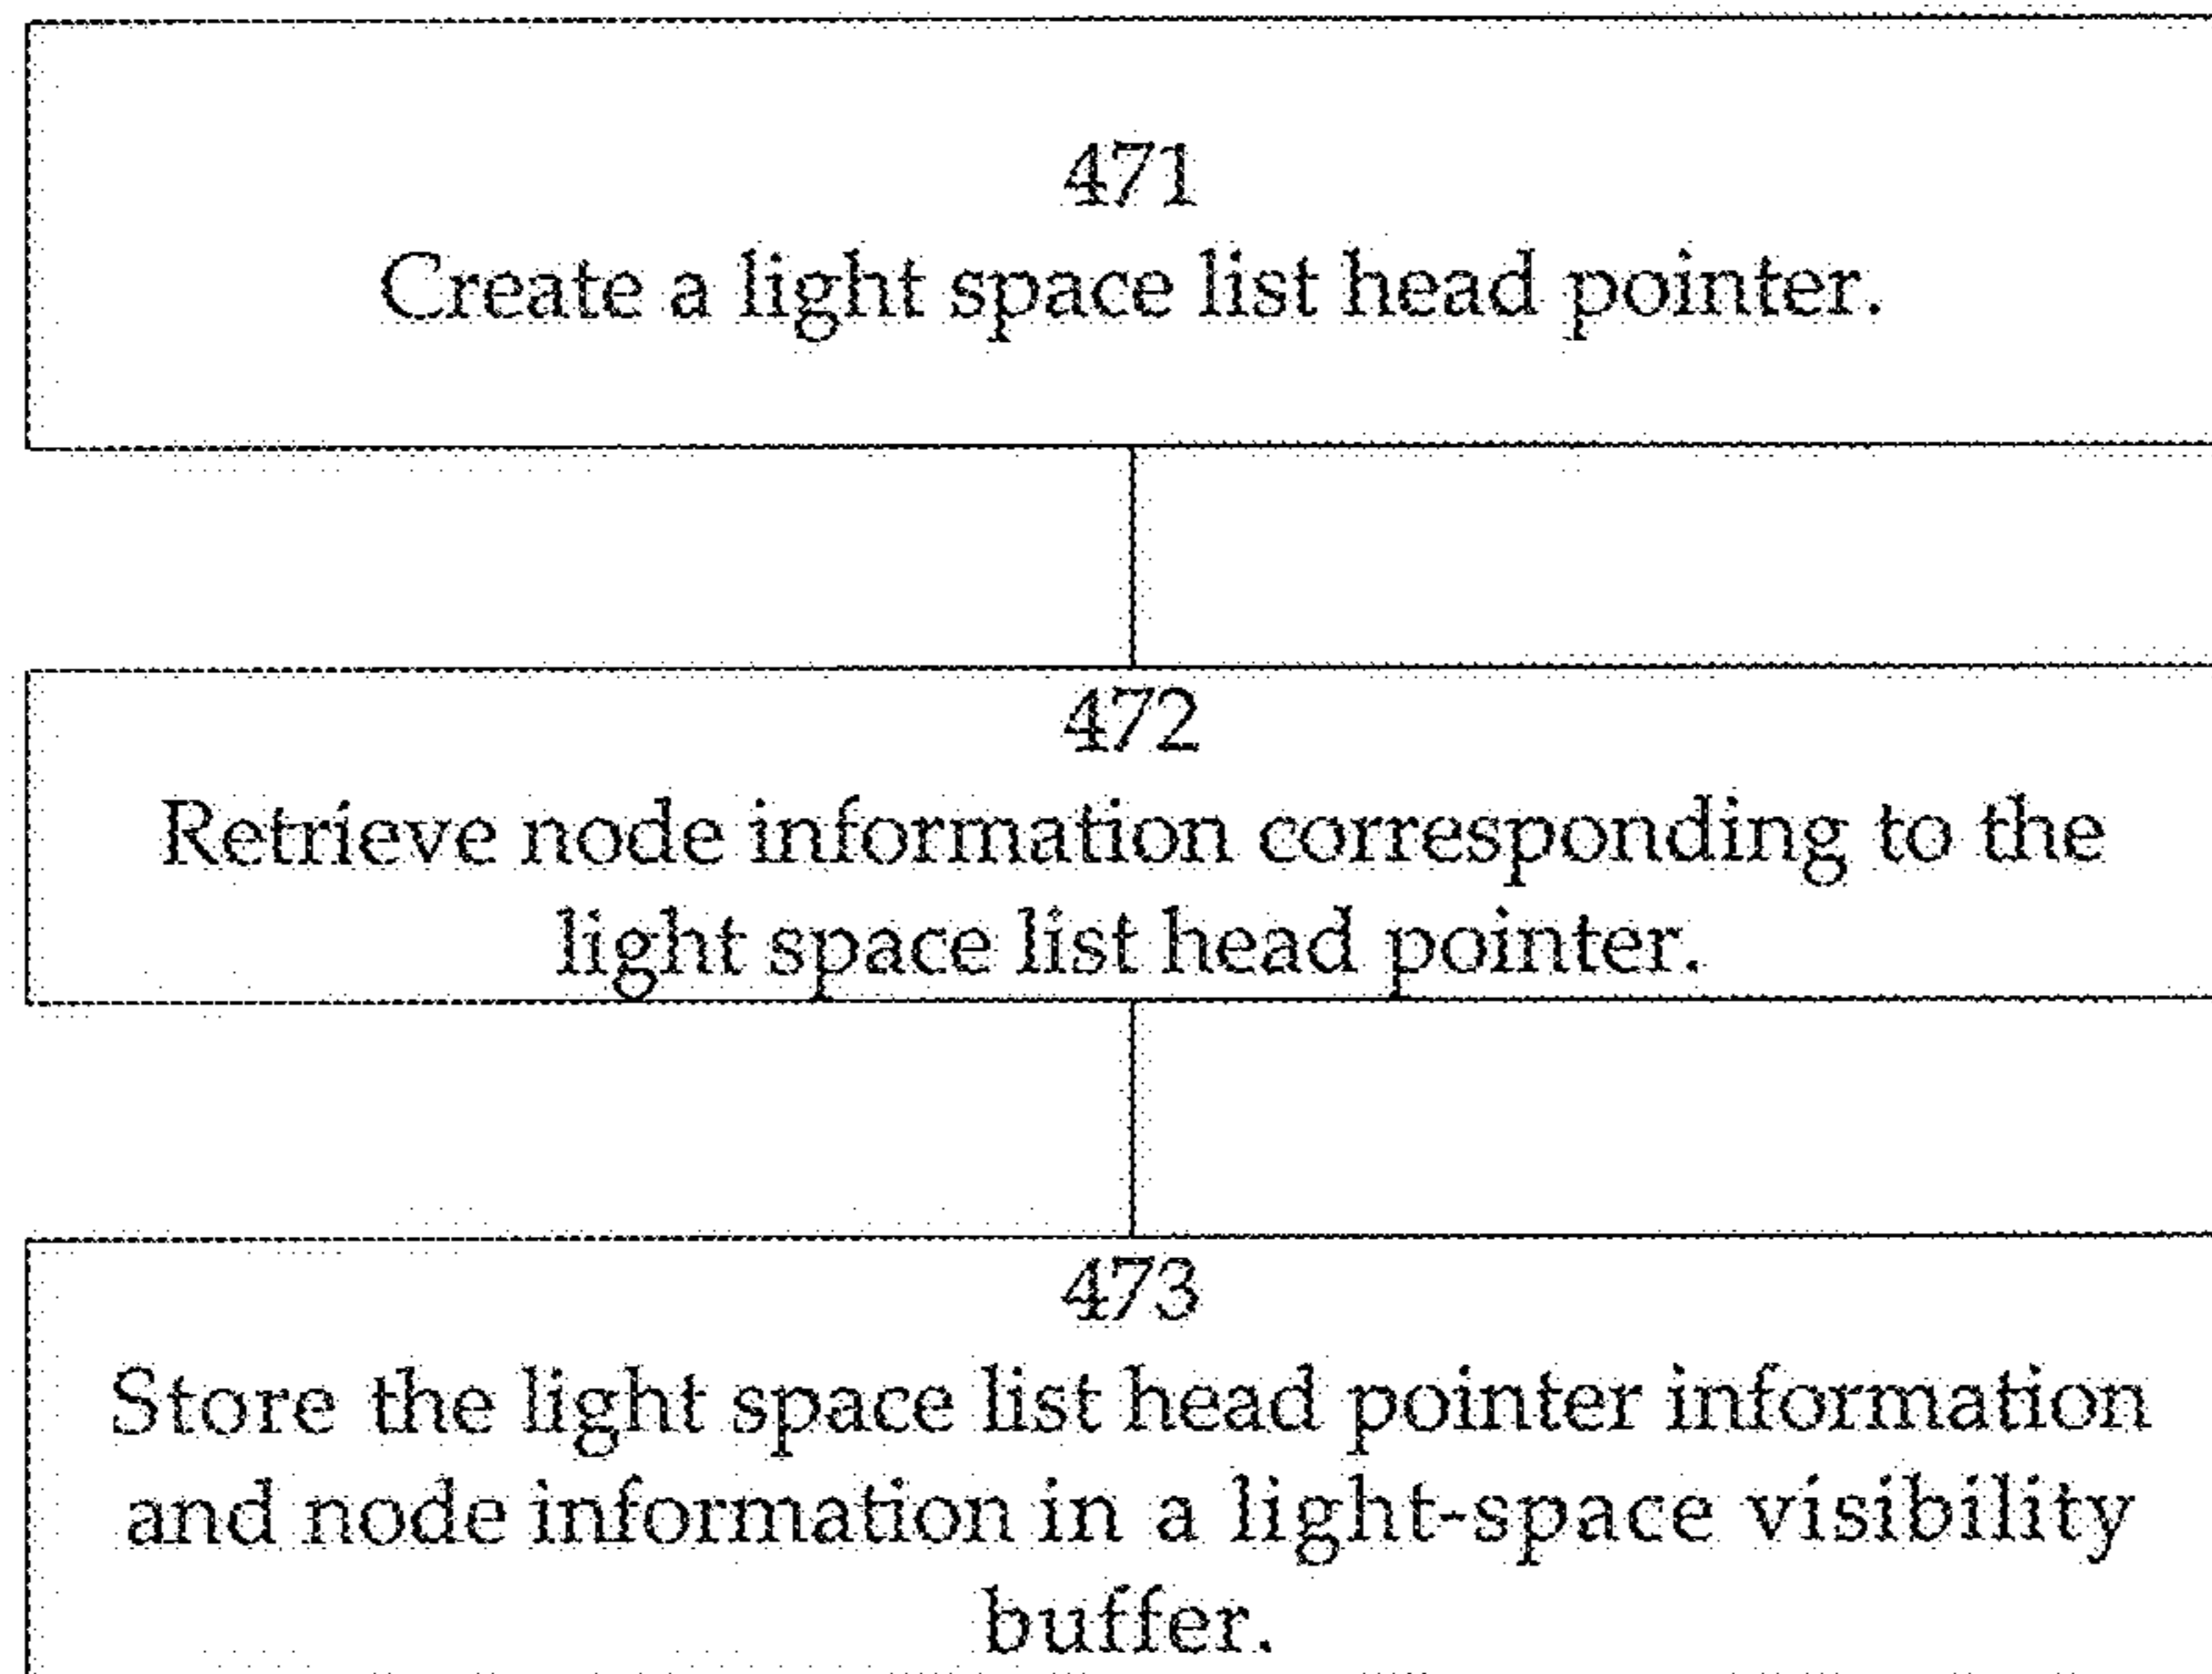 471
Create a light space list head pointer.
472
Retrieve node information corresponding to the
light space list head pointer.
473
Store the light space list head pointer information
and node information in a light-space visibility
buffer.